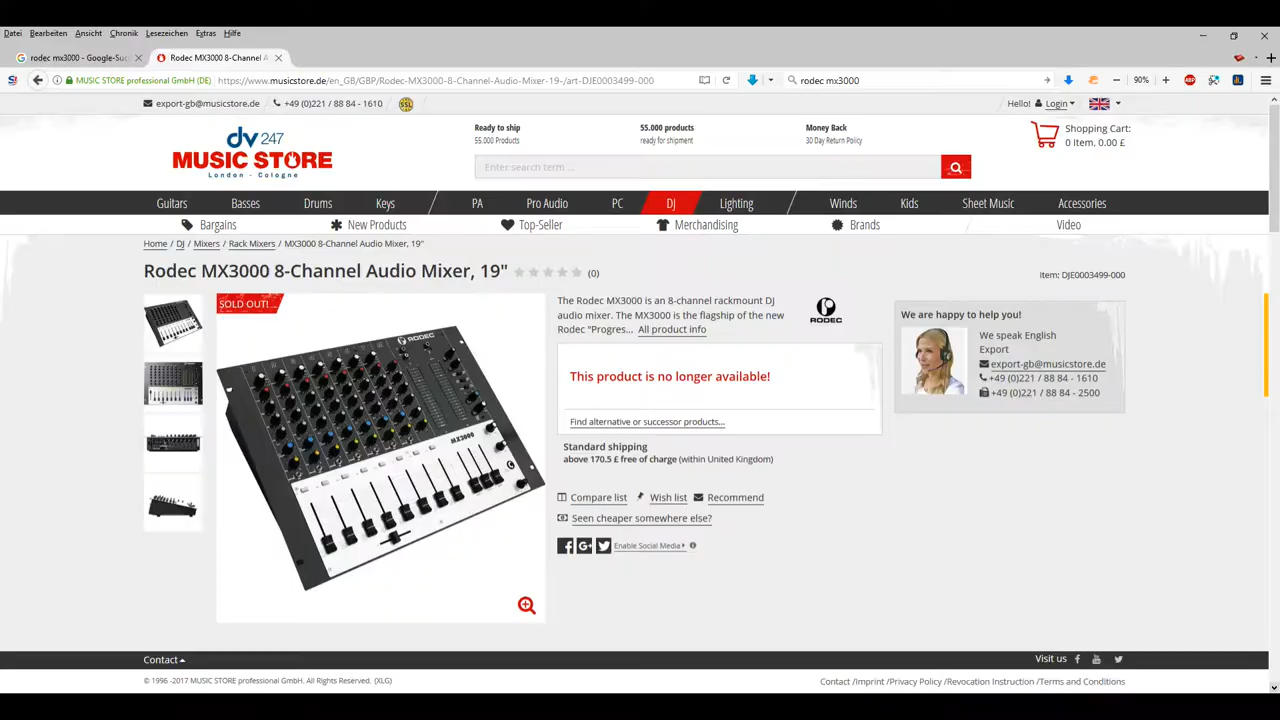 Datei Bearbeiten Ansicht Chronik Lesezeichen Extras Hilfe
rodec mx3000 - Google-Suc Rodec MX3000 8-Channel A
MUSIC STORE professional GmbH (DE) https://www.musicstore.de/en_GB/GBP/Rodec-MX3000-8-Channel-Audio-Mixer-19-/art-DJE0003499-000 rodec mx3000 90% ABP
export-gb@musicstore.de +49 (0)221 / 88 84 - 1610 SSL Hello! Login
dv 247
MUSIC STORE
London - Cologne
Ready to ship 55.000 products Money Back
55.000 Products ready for shipment 30 Day Return Policy
Shopping Cart:
0 Item, 0.00 £
Enter search term ...
Guitars Basses Drums Keys PA Pro Audio PC DJ Lighting Winds Kids Sheet Music Accessories
Bargains New Products Top-Seller Merchandising Brands Video
Home / DJ / Mixers / Rack Mixers / MX3000 8-Channel Audio Mixer, 19"
Rodec MX3000 8-Channel Audio Mixer, 19" (0)
Item: DJE0003499-000
SOLD OUT!
RODEC
MX3000
The Rodec MX3000 is an 8-channel rackmount DJ
audio mixer. The MX3000 is the flagship of the new
Rodec "Progres... All product info
RODEC
This product is no longer available!
Find alternative or successor products...
Standard shipping
above 170.5 £ free of charge (within United Kingdom)
Compare list Wish list Recommend
Seen cheaper somewhere else?
Enable Social Media
We are happy to help you!
We speak English
Export
export-gb@musicstore.de
+49 (0)221 / 88 84 - 1610
+49 (0)221 / 88 84 - 2500
Contact Visit us
© 1996 -2017 MUSIC STORE professional GmbH. All Rights Reserved. (XLG)
Contact /Imprint /Privacy Policy /Revocation Instruction /Terms and Conditions